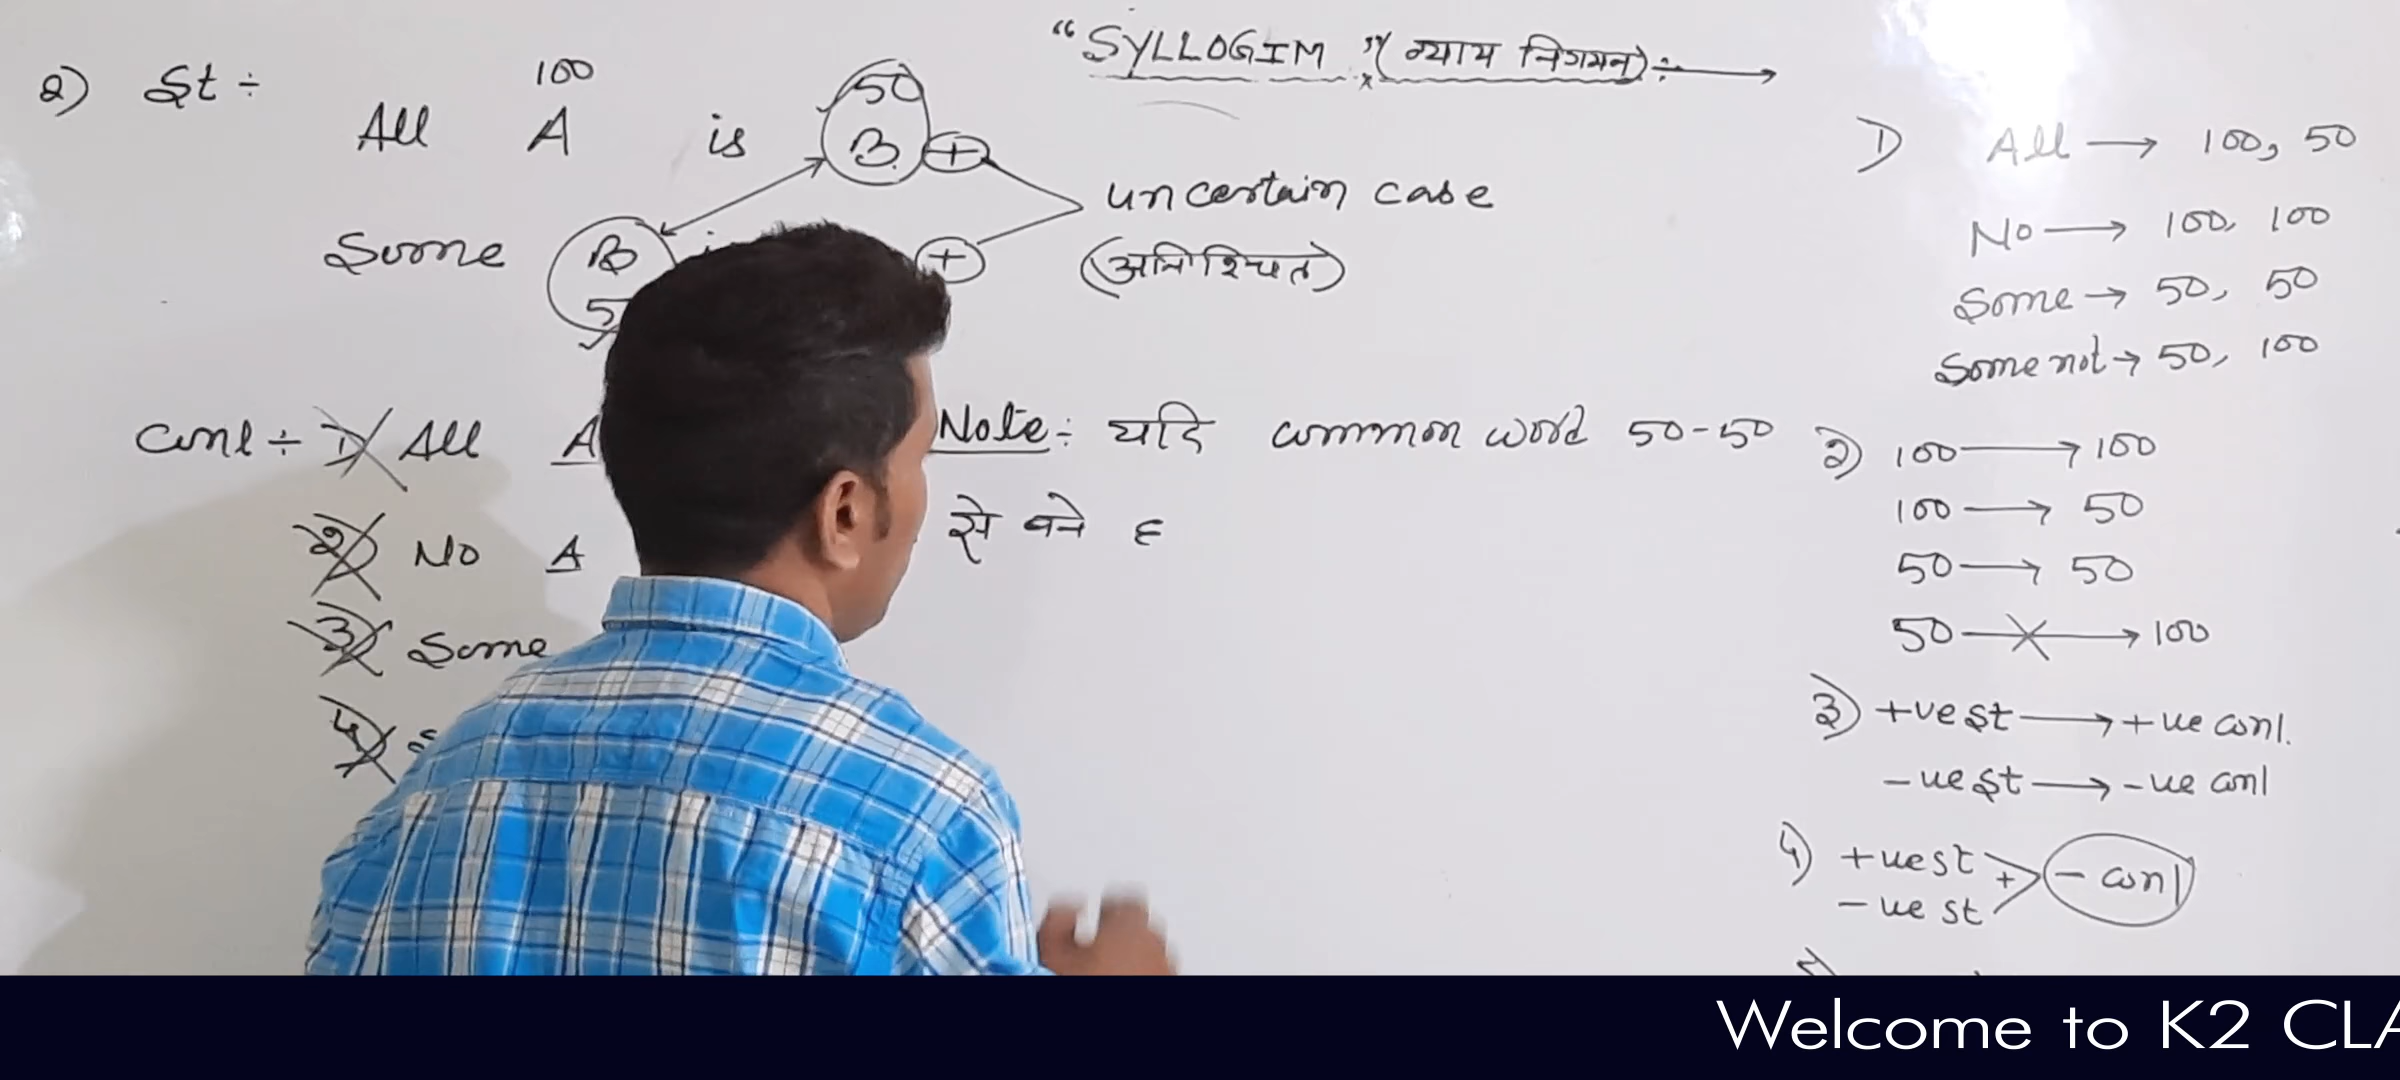 "SYLLOGIM" (न्याय निगमन) ÷ →
2) St ÷
100 50
All A is B. +
uncertain case
Some B +
(अनिश्चित)
5
Conl ÷ 1) All A
2) No A
3) Some
4) S
Note ÷ यदि common word 50-50
से बने ε
1) All → 100, 50
No → 100, 100
Some → 50, 50
Some not → 50, 100
2) 100 → 100
100 → 50
50 → 50
50 → 100
3) +ve st → +ve conl.
-ve st → -ve conl
4) +ve st
+ - conl
-ve st
Welcome to K2 CLA